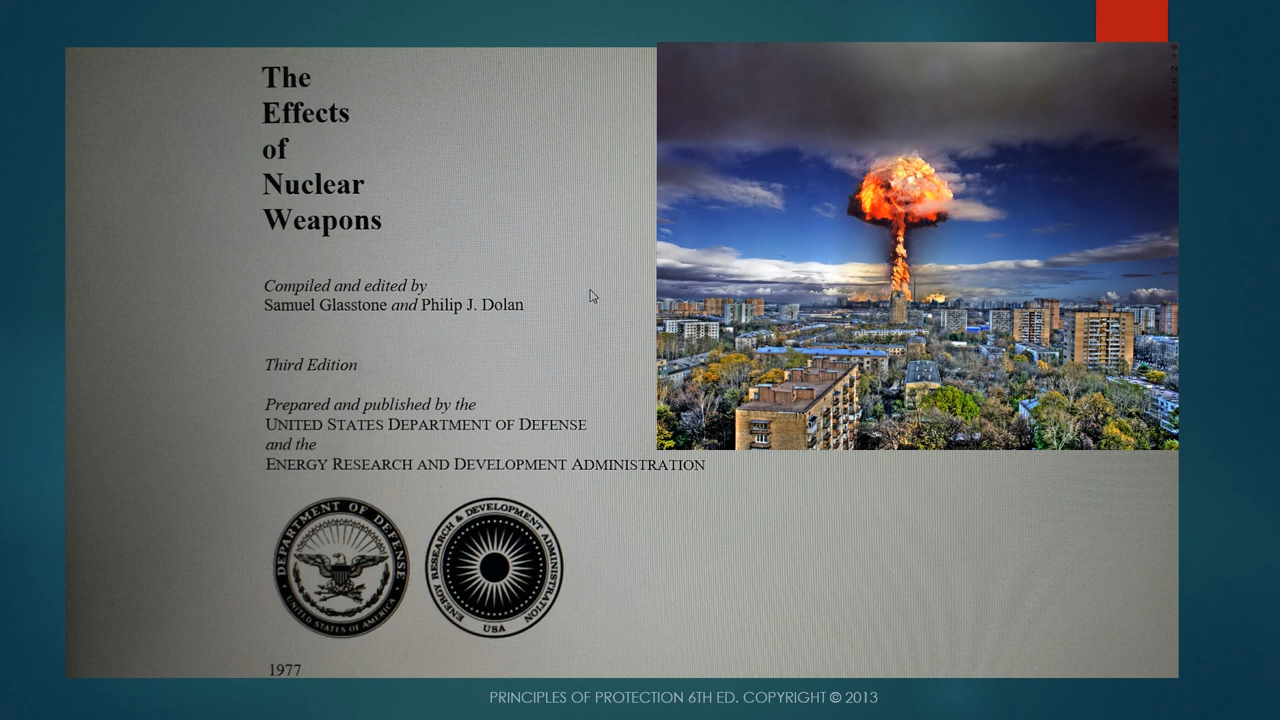 The
Effects
of
Nuclear
Weapons
Compiled and edited by
Samuel Glasstone and Philip J. Dolan
Third Edition
Prepared and published by the
UNITED STATES DEPARTMENT OF DEFENSE
and the
ENERGY RESEARCH AND DEVELOPMENT ADMINISTRATION
DEPARTMENT OF DEFENSE
UNITED STATES OF AMERICA
ENERGY RESEARCH & DEVELOPMENT ADMINISTRATION
USA
1977
PRINCIPLES OF PROTECTION 6TH ED. COPYRIGHT © 2013